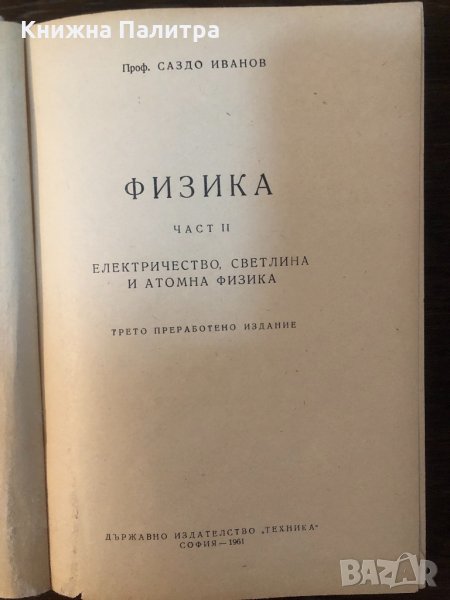 Книжна Палитра
Проф. САЗДО ИВАНОВ
ФИЗИКА
ЧАСТ II
ЕЛЕКТРИЧЕСТВО, СВЕТЛИНА
И АТОМНА ФИЗИКА
ТРЕТО ПРЕРАБОТЕНО ИЗДАНИЕ
ДЪРЖАВНО ИЗДАТЕЛСТВО „ТЕХНИКА“
СОФИЯ—1961
BAZAR